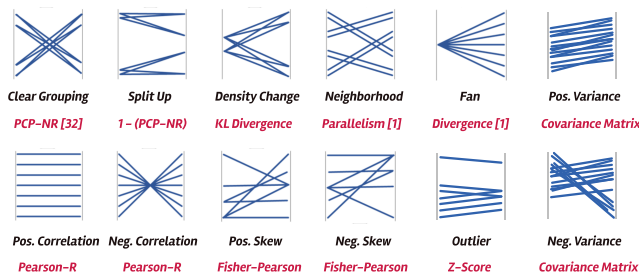 Clear Grouping Split Up Density Change Neighborhood Fan Pos. Variance
PCP-NR [32] 1 - (PCP-NR) KL Divergence Parallelism [1] Divergence [1] Covariance Matrix
Pos. Correlation Neg. Correlation Pos. Skew Neg. Skew Outlier Neg. Variance
Pearson-R Pearson-R Fisher-Pearson Fisher-Pearson Z-Score Covariance Matrix